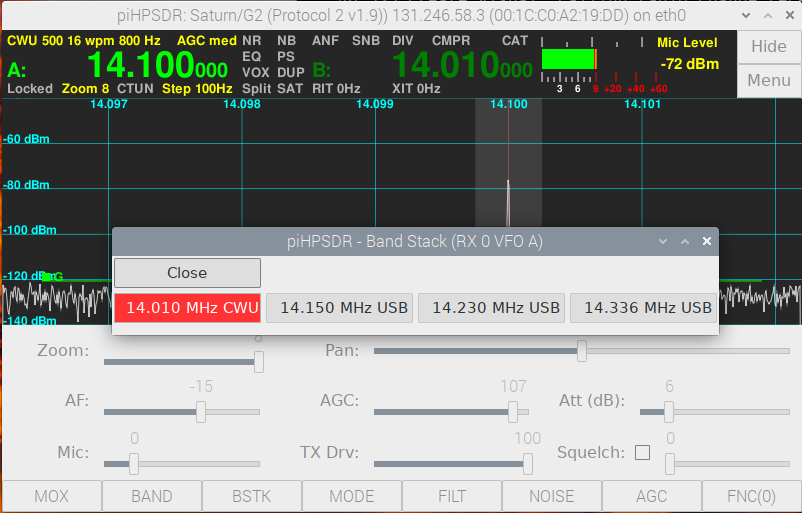 piHPSDR: Saturn/G2 (Protocol 2 v1.9)) 131.246.58.3 (00:1C:C0:A2:19:DD) on eth0
CWU 500 16 wpm 800 Hz AGC med NR NB ANF SNB DIV CMPR CAT Mic Level Hide
A: 14.100000 EQ PS B: 14.010000 -72 dBm
VOX DUP
Locked Zoom 8 CTUN Step 100Hz Split SAT RIT 0Hz XIT 0Hz 3 6 9 +20 +40 +60 Menu
14.097 14.098 14.099 14.100 14.101
-60 dBm
-80 dBm
-100 dBm
piHPSDR - Band Stack (RX 0 VFO A)
Close
-120 dBm G
14.010 MHz CWU 14.150 MHz USB 14.230 MHz USB 14.336 MHz USB
-140 dBm
Zoom: Pan:
-15 107 6
AF: AGC: Att (dB):
0 100 0
Mic: TX Drv: Squelch:
MOX BAND BSTK MODE FILT NOISE AGC FNC(0)